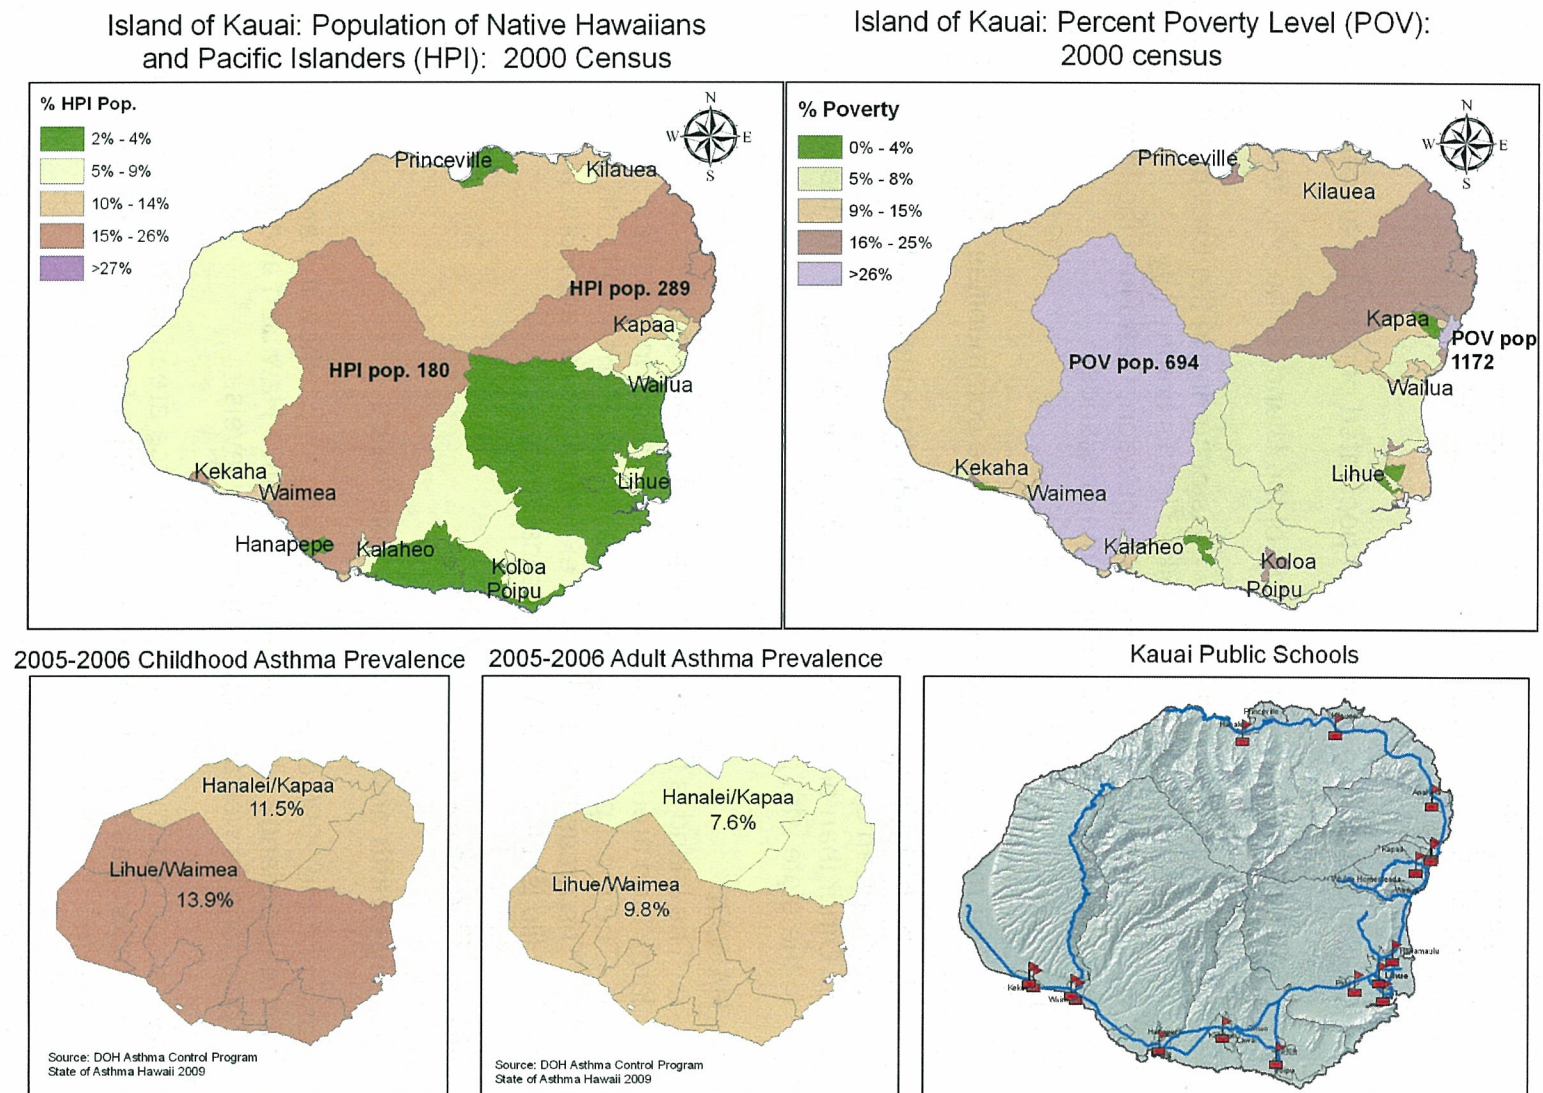 Island of Kauai: Population of Native Hawaiians
and Pacific Islanders (HPI): 2000 Census
Island of Kauai: Percent Poverty Level (POV):
2000 census
% HPI Pop.
2% - 4%
5% - 9%
10% - 14%
15% - 26%
>27%
N
W
E
S
Princeville
Kilauea
HPI pop. 289
Kapaa
HPI pop. 180
Wailua
Kekaha
Waimea
Lihue
Hanapepe
Kalaheo
Koloa
Poipu
% Poverty
0% - 4%
5% - 8%
9% - 15%
16% - 25%
>26%
N
W
E
S
Princeville
Kilauea
Kapaa
POV pop
1172
POV pop. 694
Wailua
Kekaha
Waimea
Lihue
Kalaheo
Koloa
Poipu
2005-2006 Childhood Asthma Prevalence
Hanalei/Kapaa
11.5%
Lihue/Waimea
13.9%
Source: DOH Asthma Control Program
State of Asthma Hawaii 2009
2005-2006 Adult Asthma Prevalence
Hanalei/Kapaa
7.6%
Lihue/Waimea
9.8%
Source: DOH Asthma Control Program
State of Asthma Hawaii 2009
Kauai Public Schools
Princeville
Kapaa
Lihue